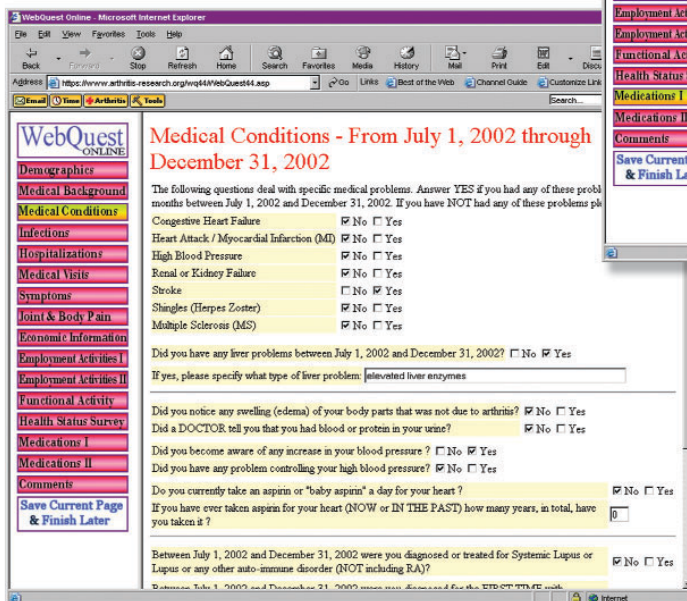 WebQuest Online - Microsoft Internet Explorer
File Edit View Favorites Tools Help
Back Forward Stop Refresh Home Search Favorites Media History Mail Print Edit
Address https://www.arthritis-research.org/wq44/WebQuest44.asp Go Links Best of the Web Channel Guide Customize Link
Email Time Arthritis Tools Search...
WebQuest
ONLINE
Demographics
Medical Background
Medical Conditions
Infections
Hospitalizations
Medical Visits
Symptoms
Joint & Body Pain
Economic Information
Employment Activities I
Employment Activities II
Functional Activity
Health Status Survey
Medications I
Medications II
Comments
Save Current Page
& Finish Later
Medical Conditions - From July 1, 2002 through
December 31, 2002
The following questions deal with specific medical problems. Answer YES if you had any of these
months between July 1, 2002 and December 31, 2002. If you have NOT had any of these problems
Congestive Heart Failure No Yes
Heart Attack / Myocardial Infarction (MI) No Yes
High Blood Pressure No Yes
Renal or Kidney Failure No Yes
Stroke No Yes
Shingles (Herpes Zoster) No Yes
Multiple Sclerosis (MS) No Yes
Did you have any liver problems between July 1, 2002 and December 31, 2002? No Yes
If yes, please specify what type of liver problem: elevated liver enzymes
Did you notice any swelling (edema) of your body parts that was not due to arthritis? No Yes
Did a DOCTOR tell you that you had blood or protein in your urine? No Yes
Did you become aware of any increase in your blood pressure ? No Yes
Did you have any problem controlling your high blood pressure? No Yes
Do you currently take an aspirin or "baby aspirin" a day for your heart ? No Yes
If you have ever taken aspirin for your heart (NOW or IN THE PAST) how many years, in total, have
you taken it ? 0
Between July 1, 2002 and December 31, 2002 were you diagnosed or treated for Systemic Lupus or
Lupus or any other auto-immune disorder (NOT including RA)? No Yes
Between July 1, 2002 and December 31, 2002 were you diagnosed for the FIRST TIME with
Internet
Employment
Employment
Functional
Health Status
Medications I
Medications II
Comments
Save Current
& Finish